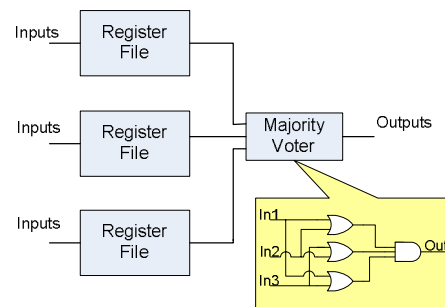 Inputs
Register
File
Inputs
Register
File
Majority
Voter
Outputs
Inputs
Register
File
In1
In2
In3
Out